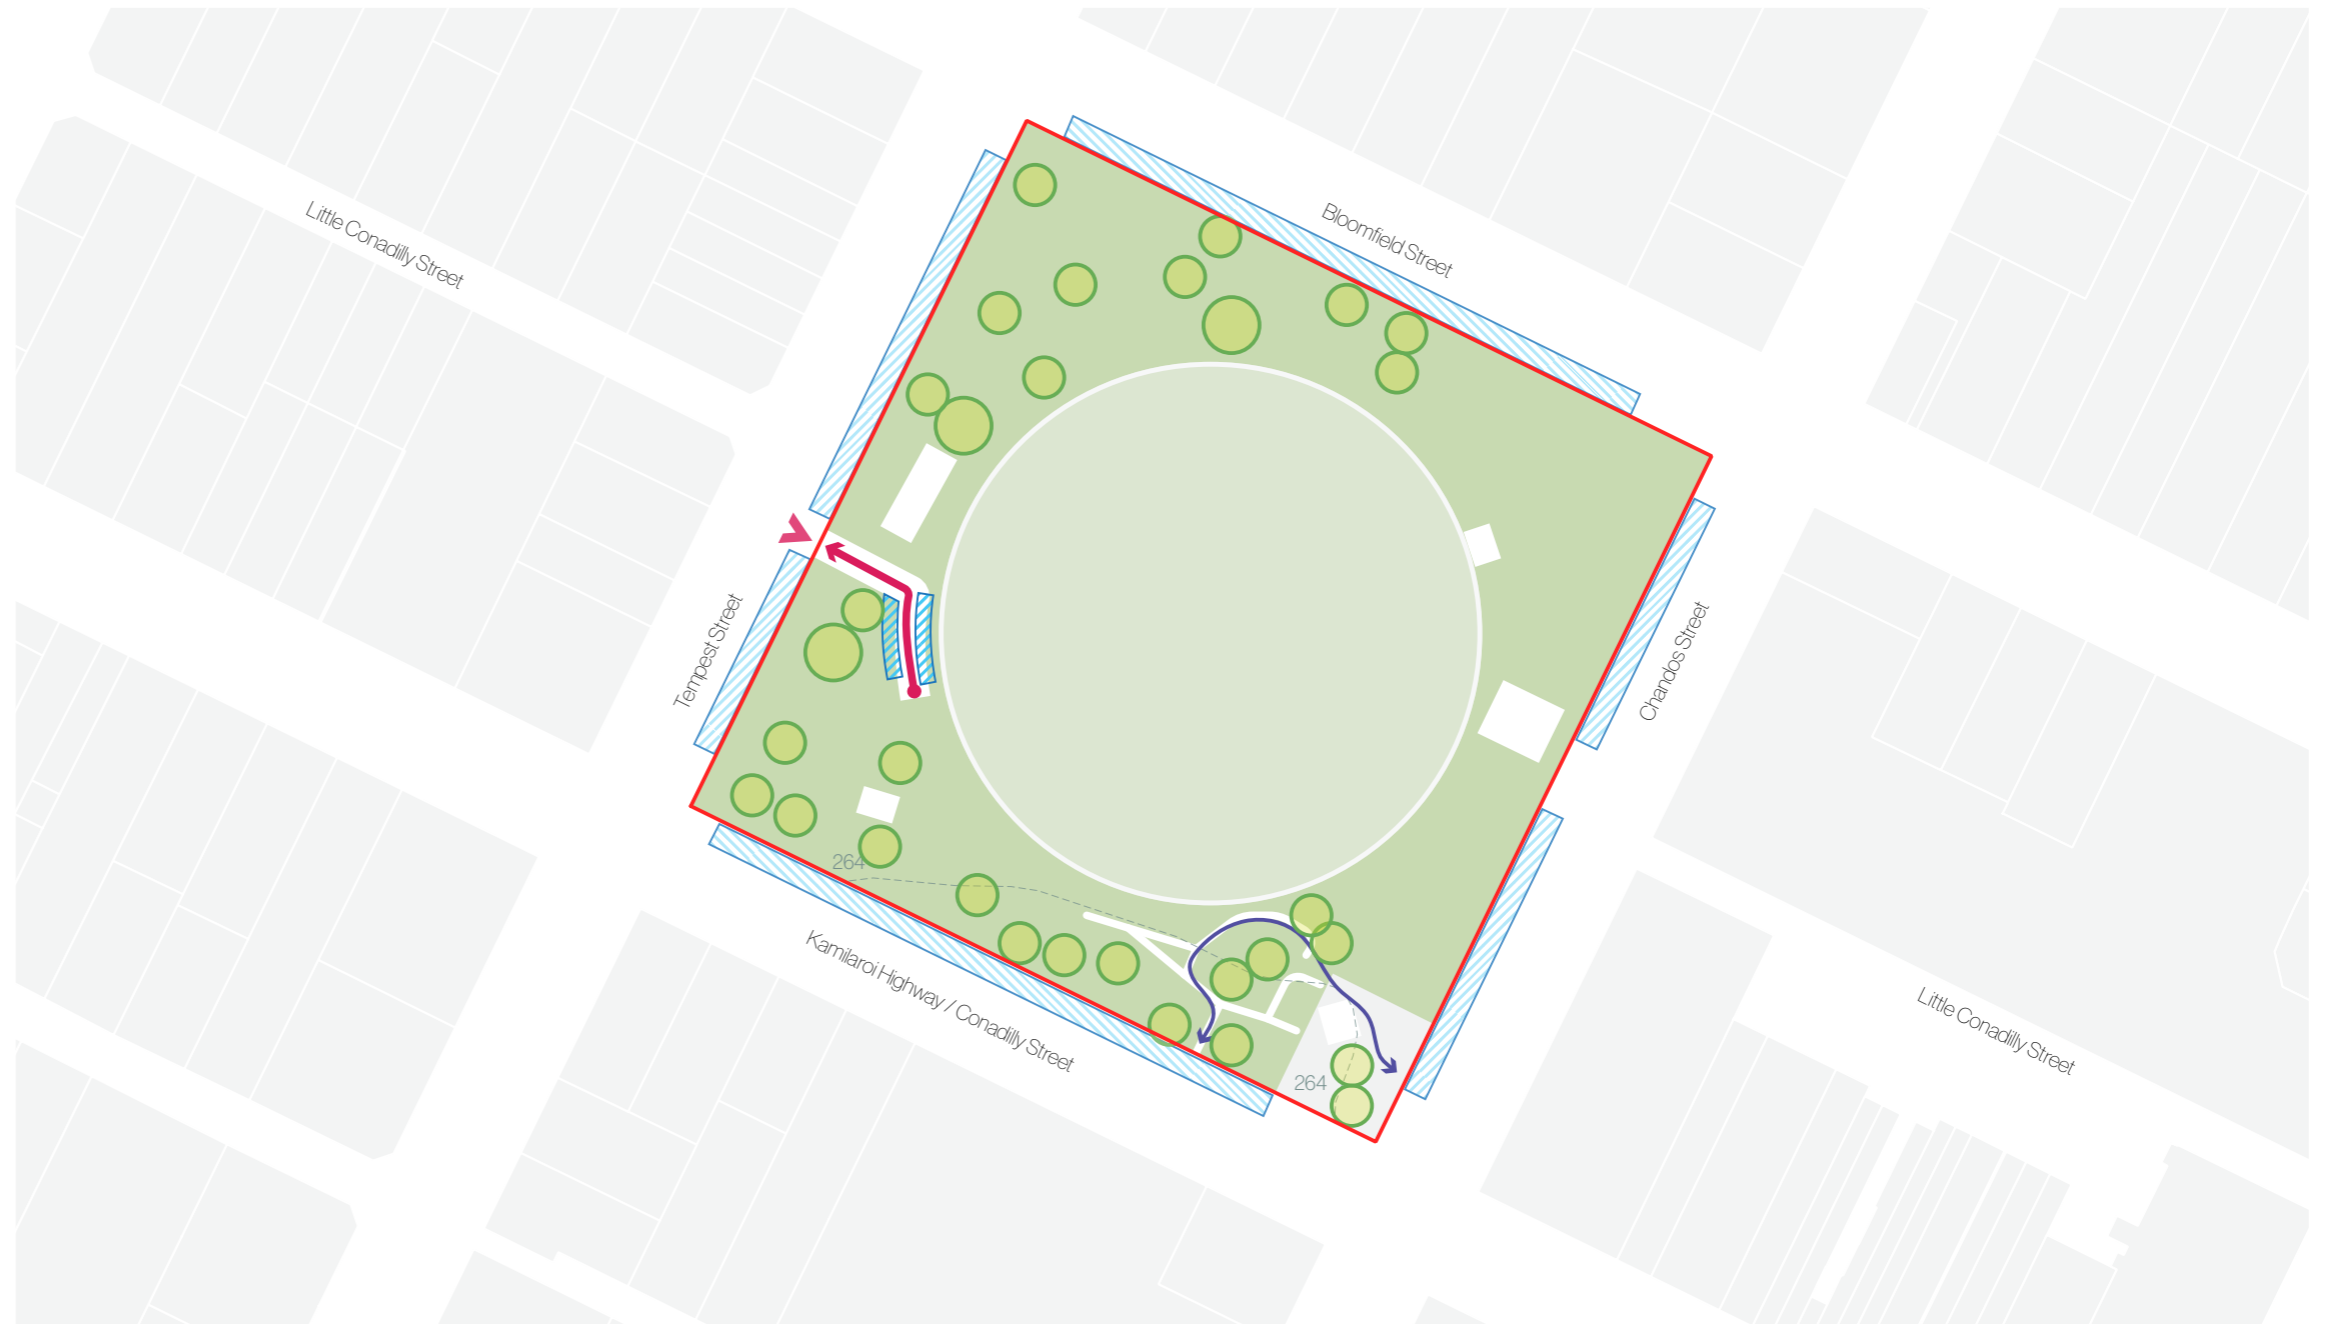 Little Conadilly Street
Bloomfield Street
Tempest Street
Chandos Street
264
Kamilaroi Highway / Conadilly Street
264
Little Conadilly Street